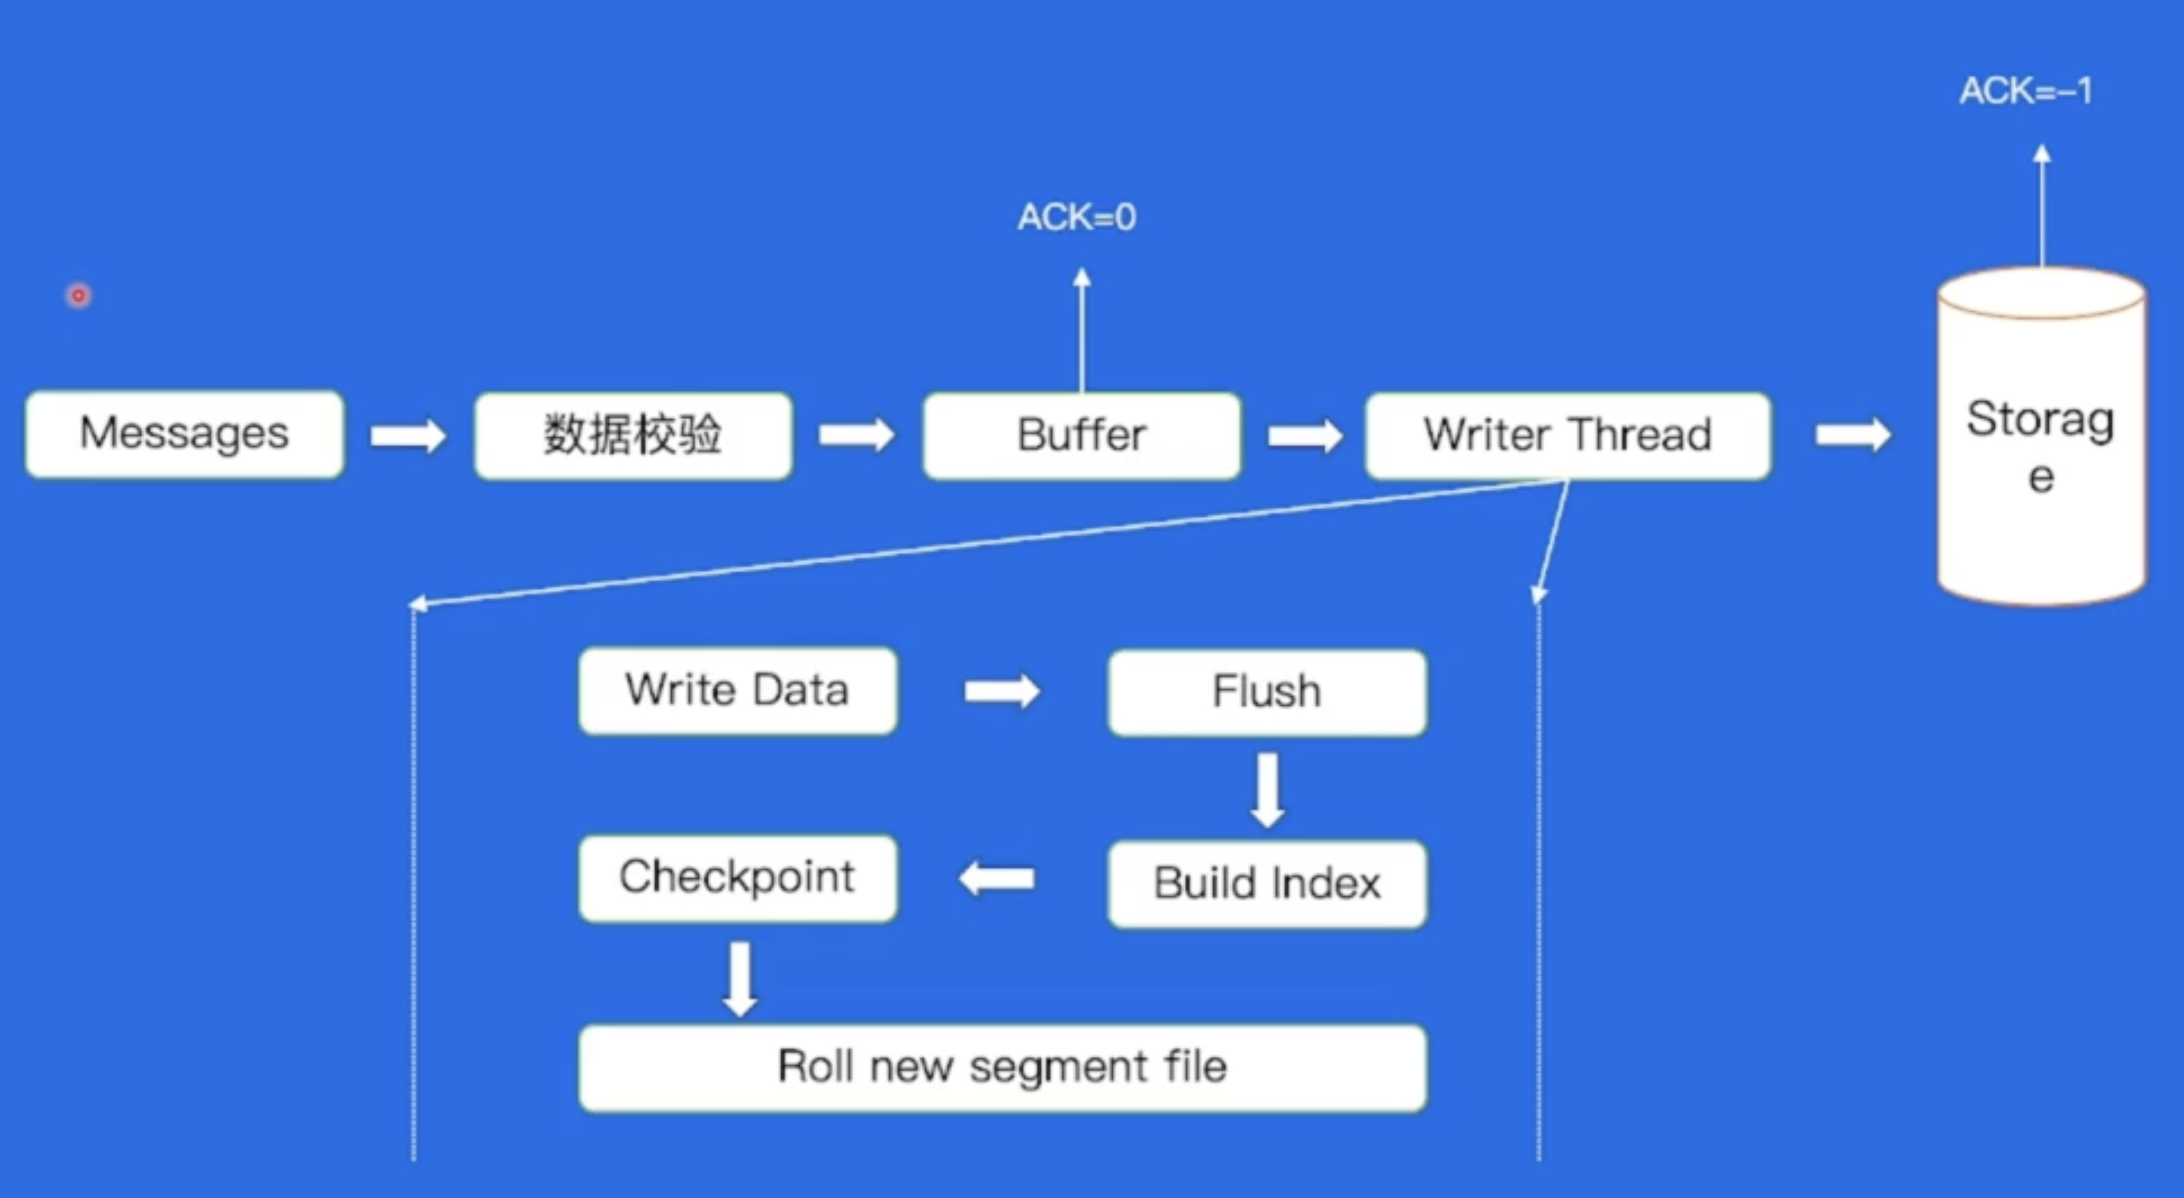 ACK=–1
ACK=0
Messages
数据校验
Buffer
Writer Thread
Storag
e
Write Data
Flush
Checkpoint
Build Index
Roll new segment file